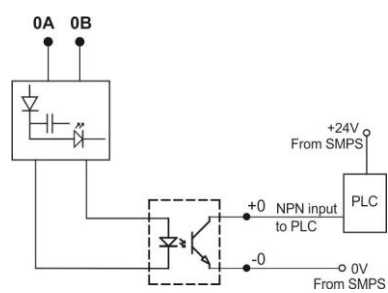 0A 0B
+24V
From SMPS
+0
NPN input
to PLC
PLC
-0
0V
From SMPS